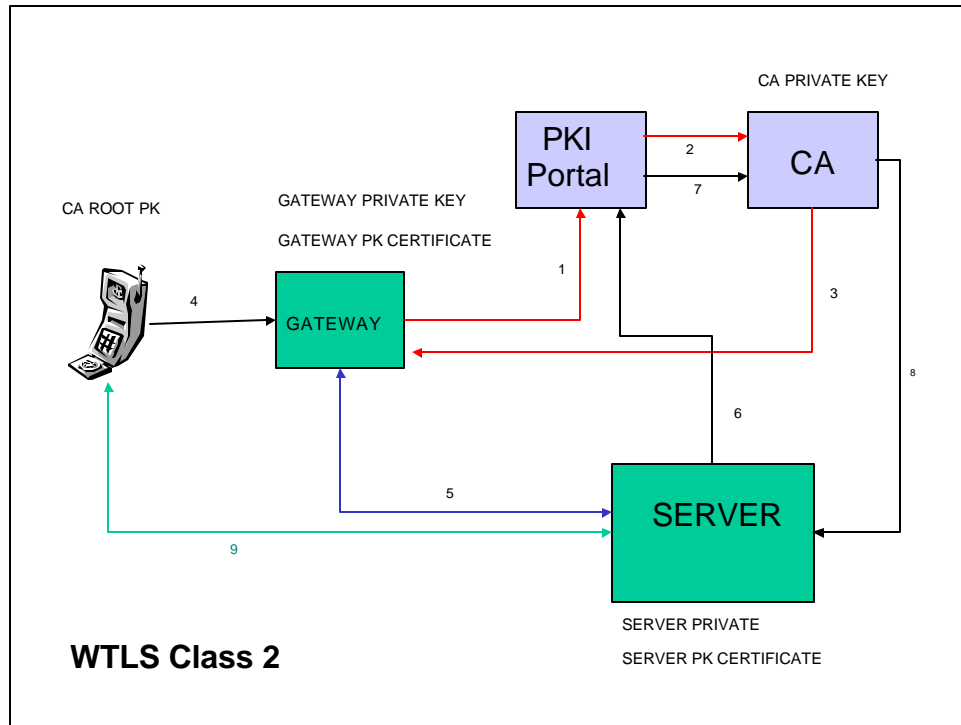 CA PRIVATE KEY
PKI
Portal
2
CA
7
CA ROOT PK
GATEWAY PRIVATE KEY
GATEWAY PK CERTIFICATE
1
3
4
GATEWAY
8
6
5
SERVER
9
SERVER PRIVATE
SERVER PK CERTIFICATE
WTLS Class 2